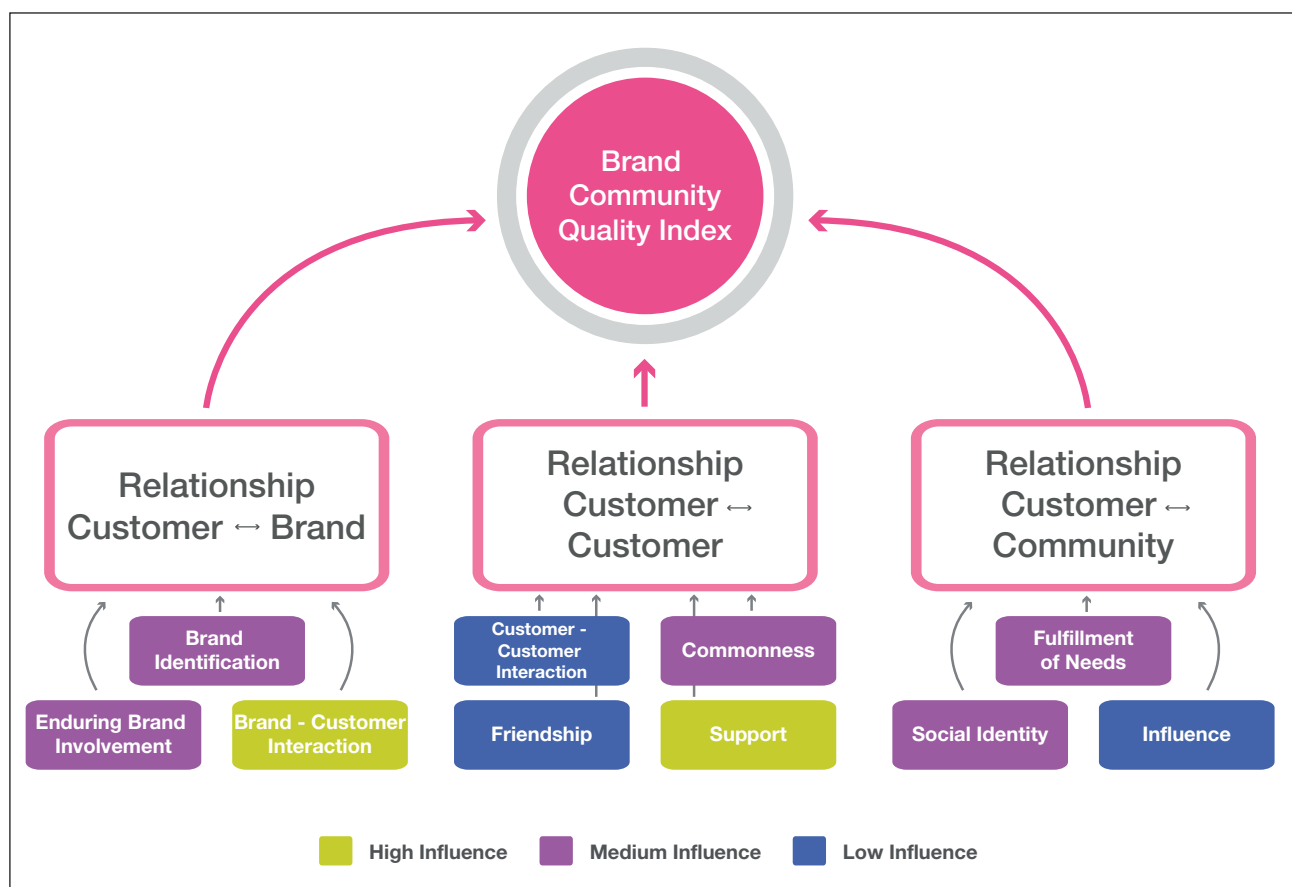 Brand
Community
Quality Index
Relationship
Customer ↔ Brand
Relationship
Customer ↔
Customer
Relationship
Customer ↔
Community
Brand
Identification
Enduring Brand
Involvement
Brand - Customer
Interaction
Customer -
Customer
Interaction
Commonness
Friendship
Support
Fulfillment
of Needs
Social Identity
Influence
High Influence
Medium Influence
Low Influence